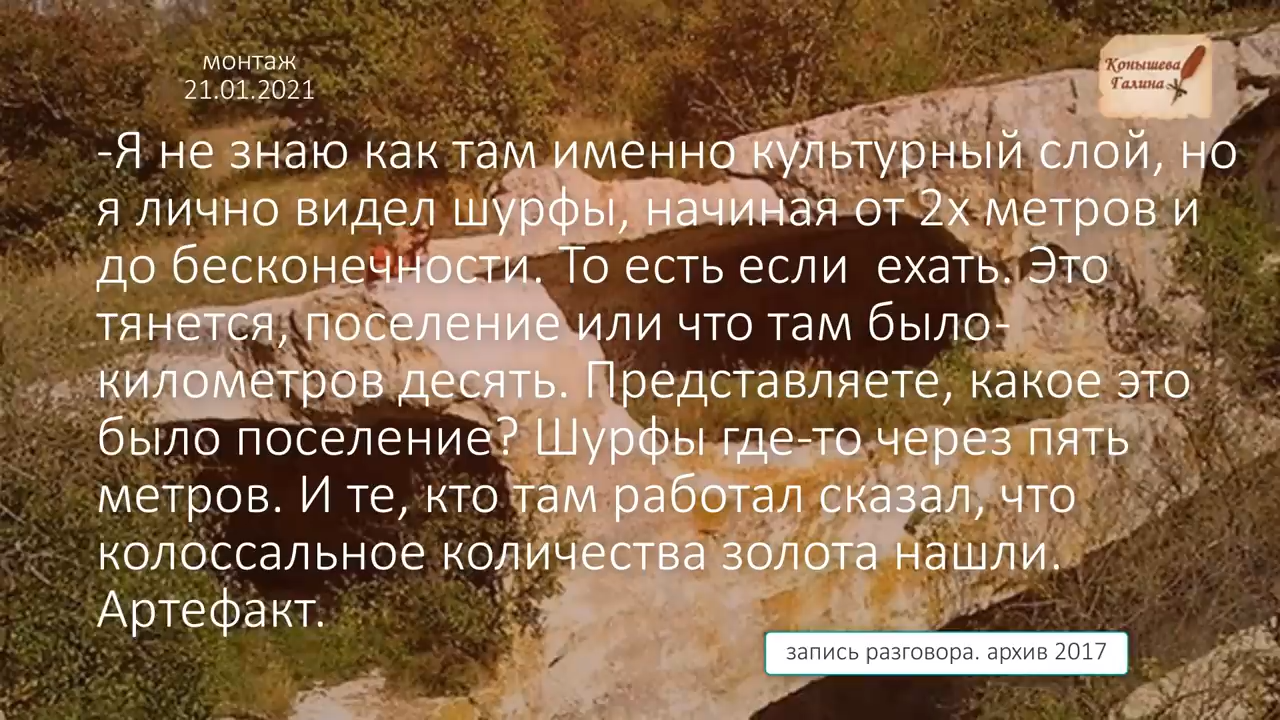 монтаж
21.01.2021
Конышева
Галина
-Я не знаю как там именно культурный слой, но
я лично видел шурфы, начиная от 2х метров и
до бесконечности. То есть если  ехать. Это
тянется, поселение или что там было-
километров десять. Представляете, какое это
было поселение? Шурфы где-то через пять
метров. И те, кто там работал сказал, что
колоссальное количества золота нашли.
Артефакт.
запись разговора. архив 2017